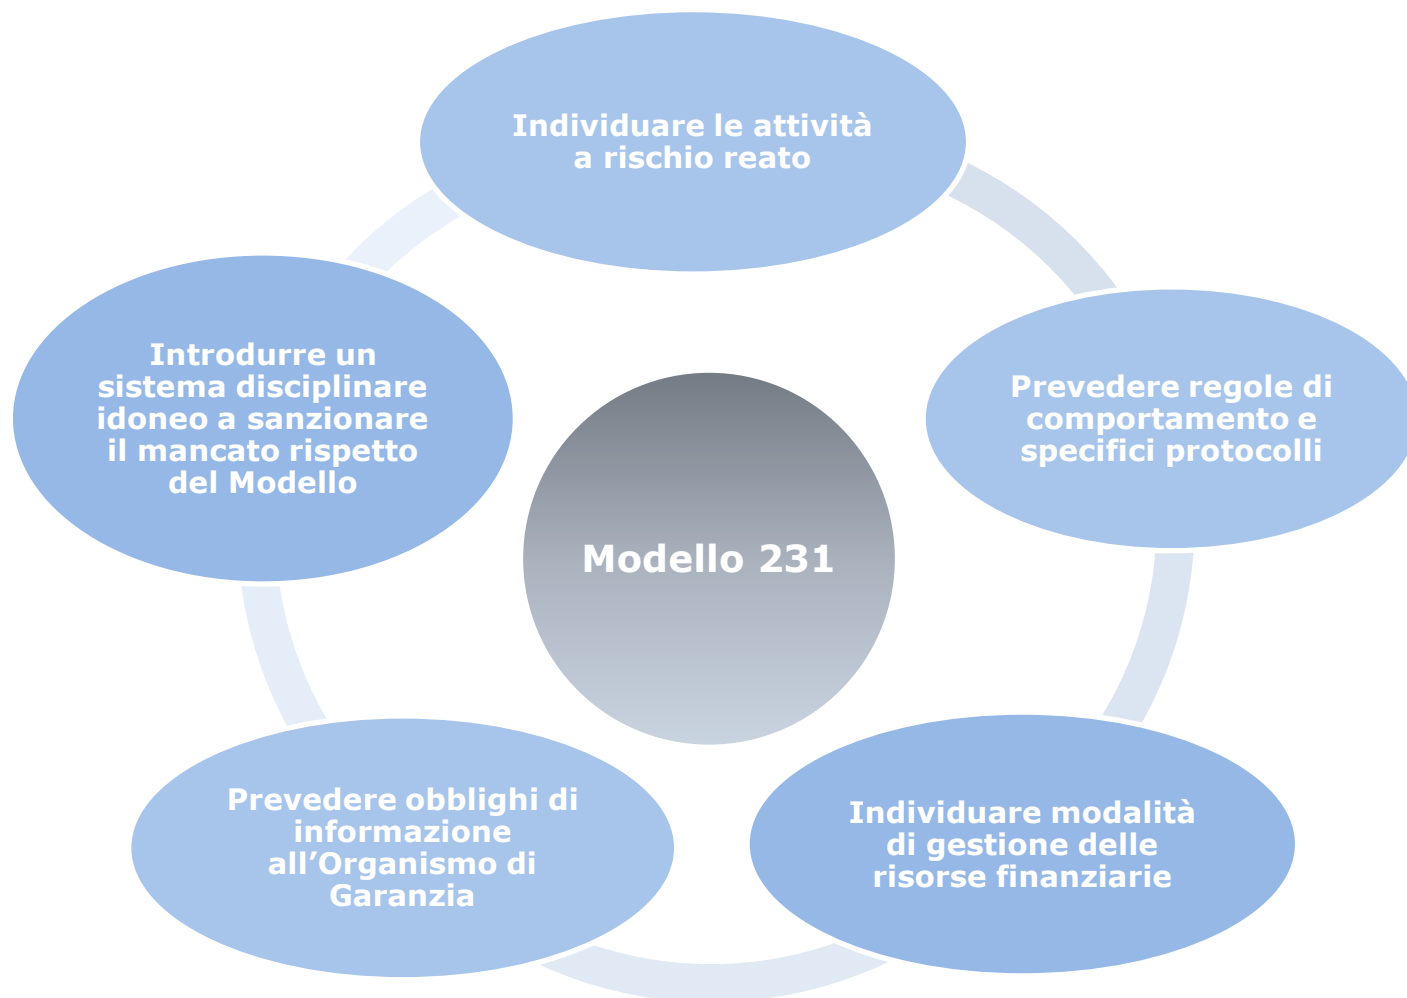 Individuare le attività
a rischio reato
Introdurre un
sistema disciplinare
idoneo a sanzionare
il mancato rispetto
del Modello
Prevedere regole di
comportamento e
specifici protocolli
Modello 231
Prevedere obblighi di
informazione
all’Organismo di
Garanzia
Individuare modalità
di gestione delle
risorse finanziarie